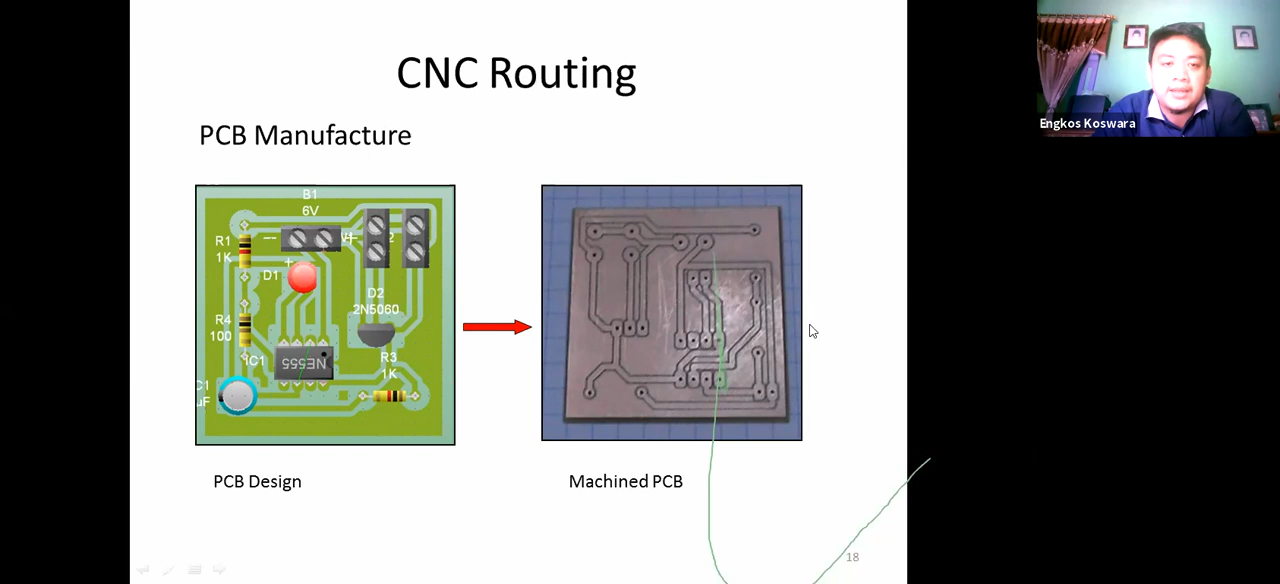 CNC Routing
Engkos Koswara
PCB Manufacture
B1
6V
R1
1K
D1
D2
2N5060
R4
100
IC1
NE555
R3
1K
C1
uF
PCB Design
Machined PCB
18